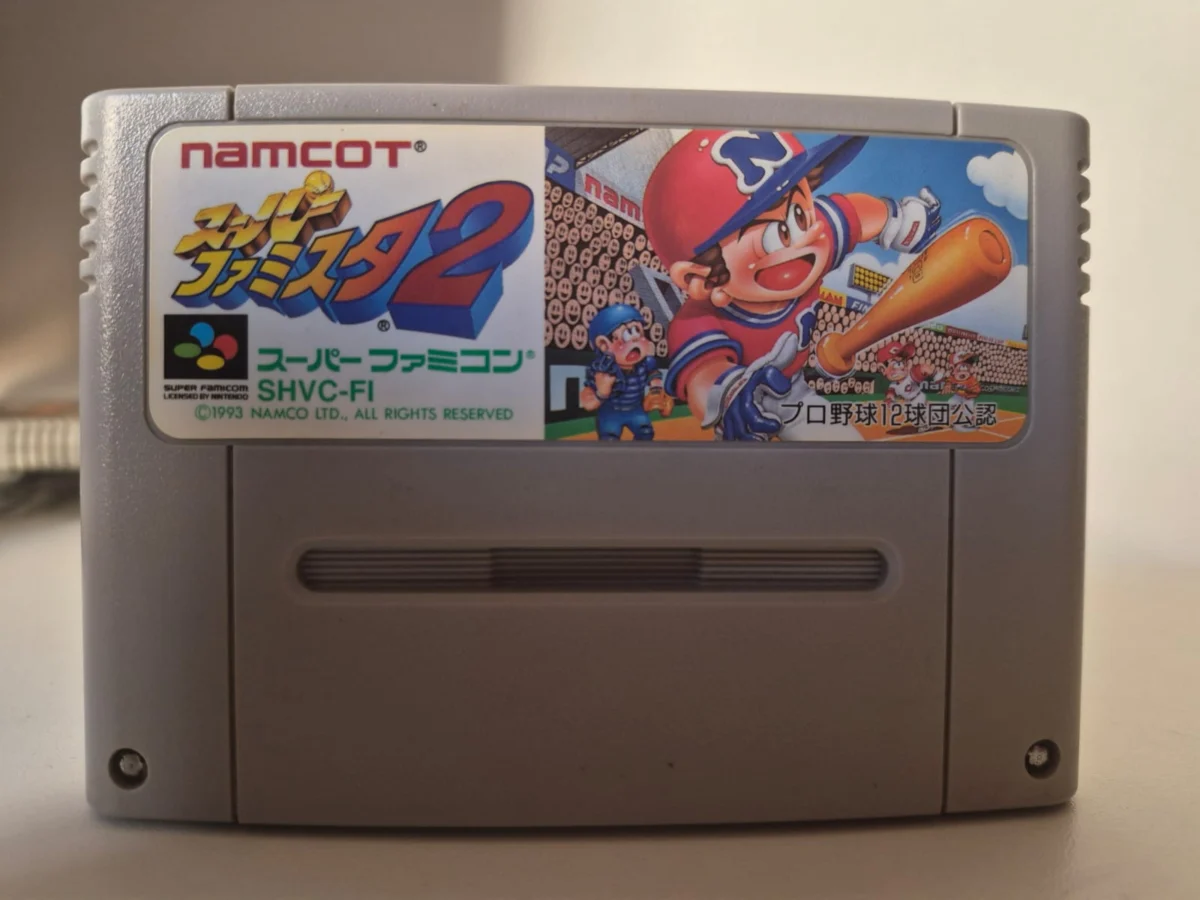 namcot®
スーパー
ファミスタ2
®
スーパーファミコン®
SUPER FAMICOM
LICENSED BY NINTENDO
SHVC-FI
©1993 NAMCO LTD., ALL RIGHTS RESERVED
nam
N
プロ野球12球団公認